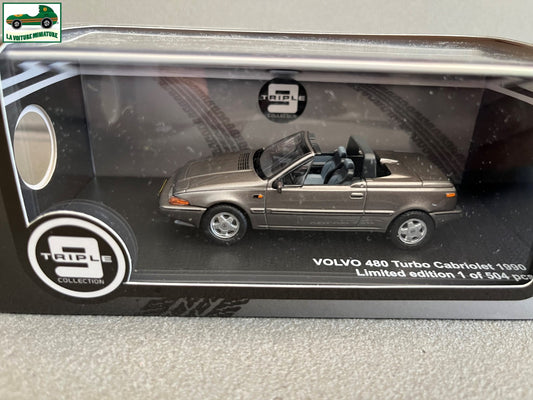 LA VOITURE MINIATURE
9
TRIPLE
COLLECTION
9
TRIPLE
COLLECTION
VOLVO 480 Turbo Cabriolet 1990
Limited edition 1 of 504 pcs